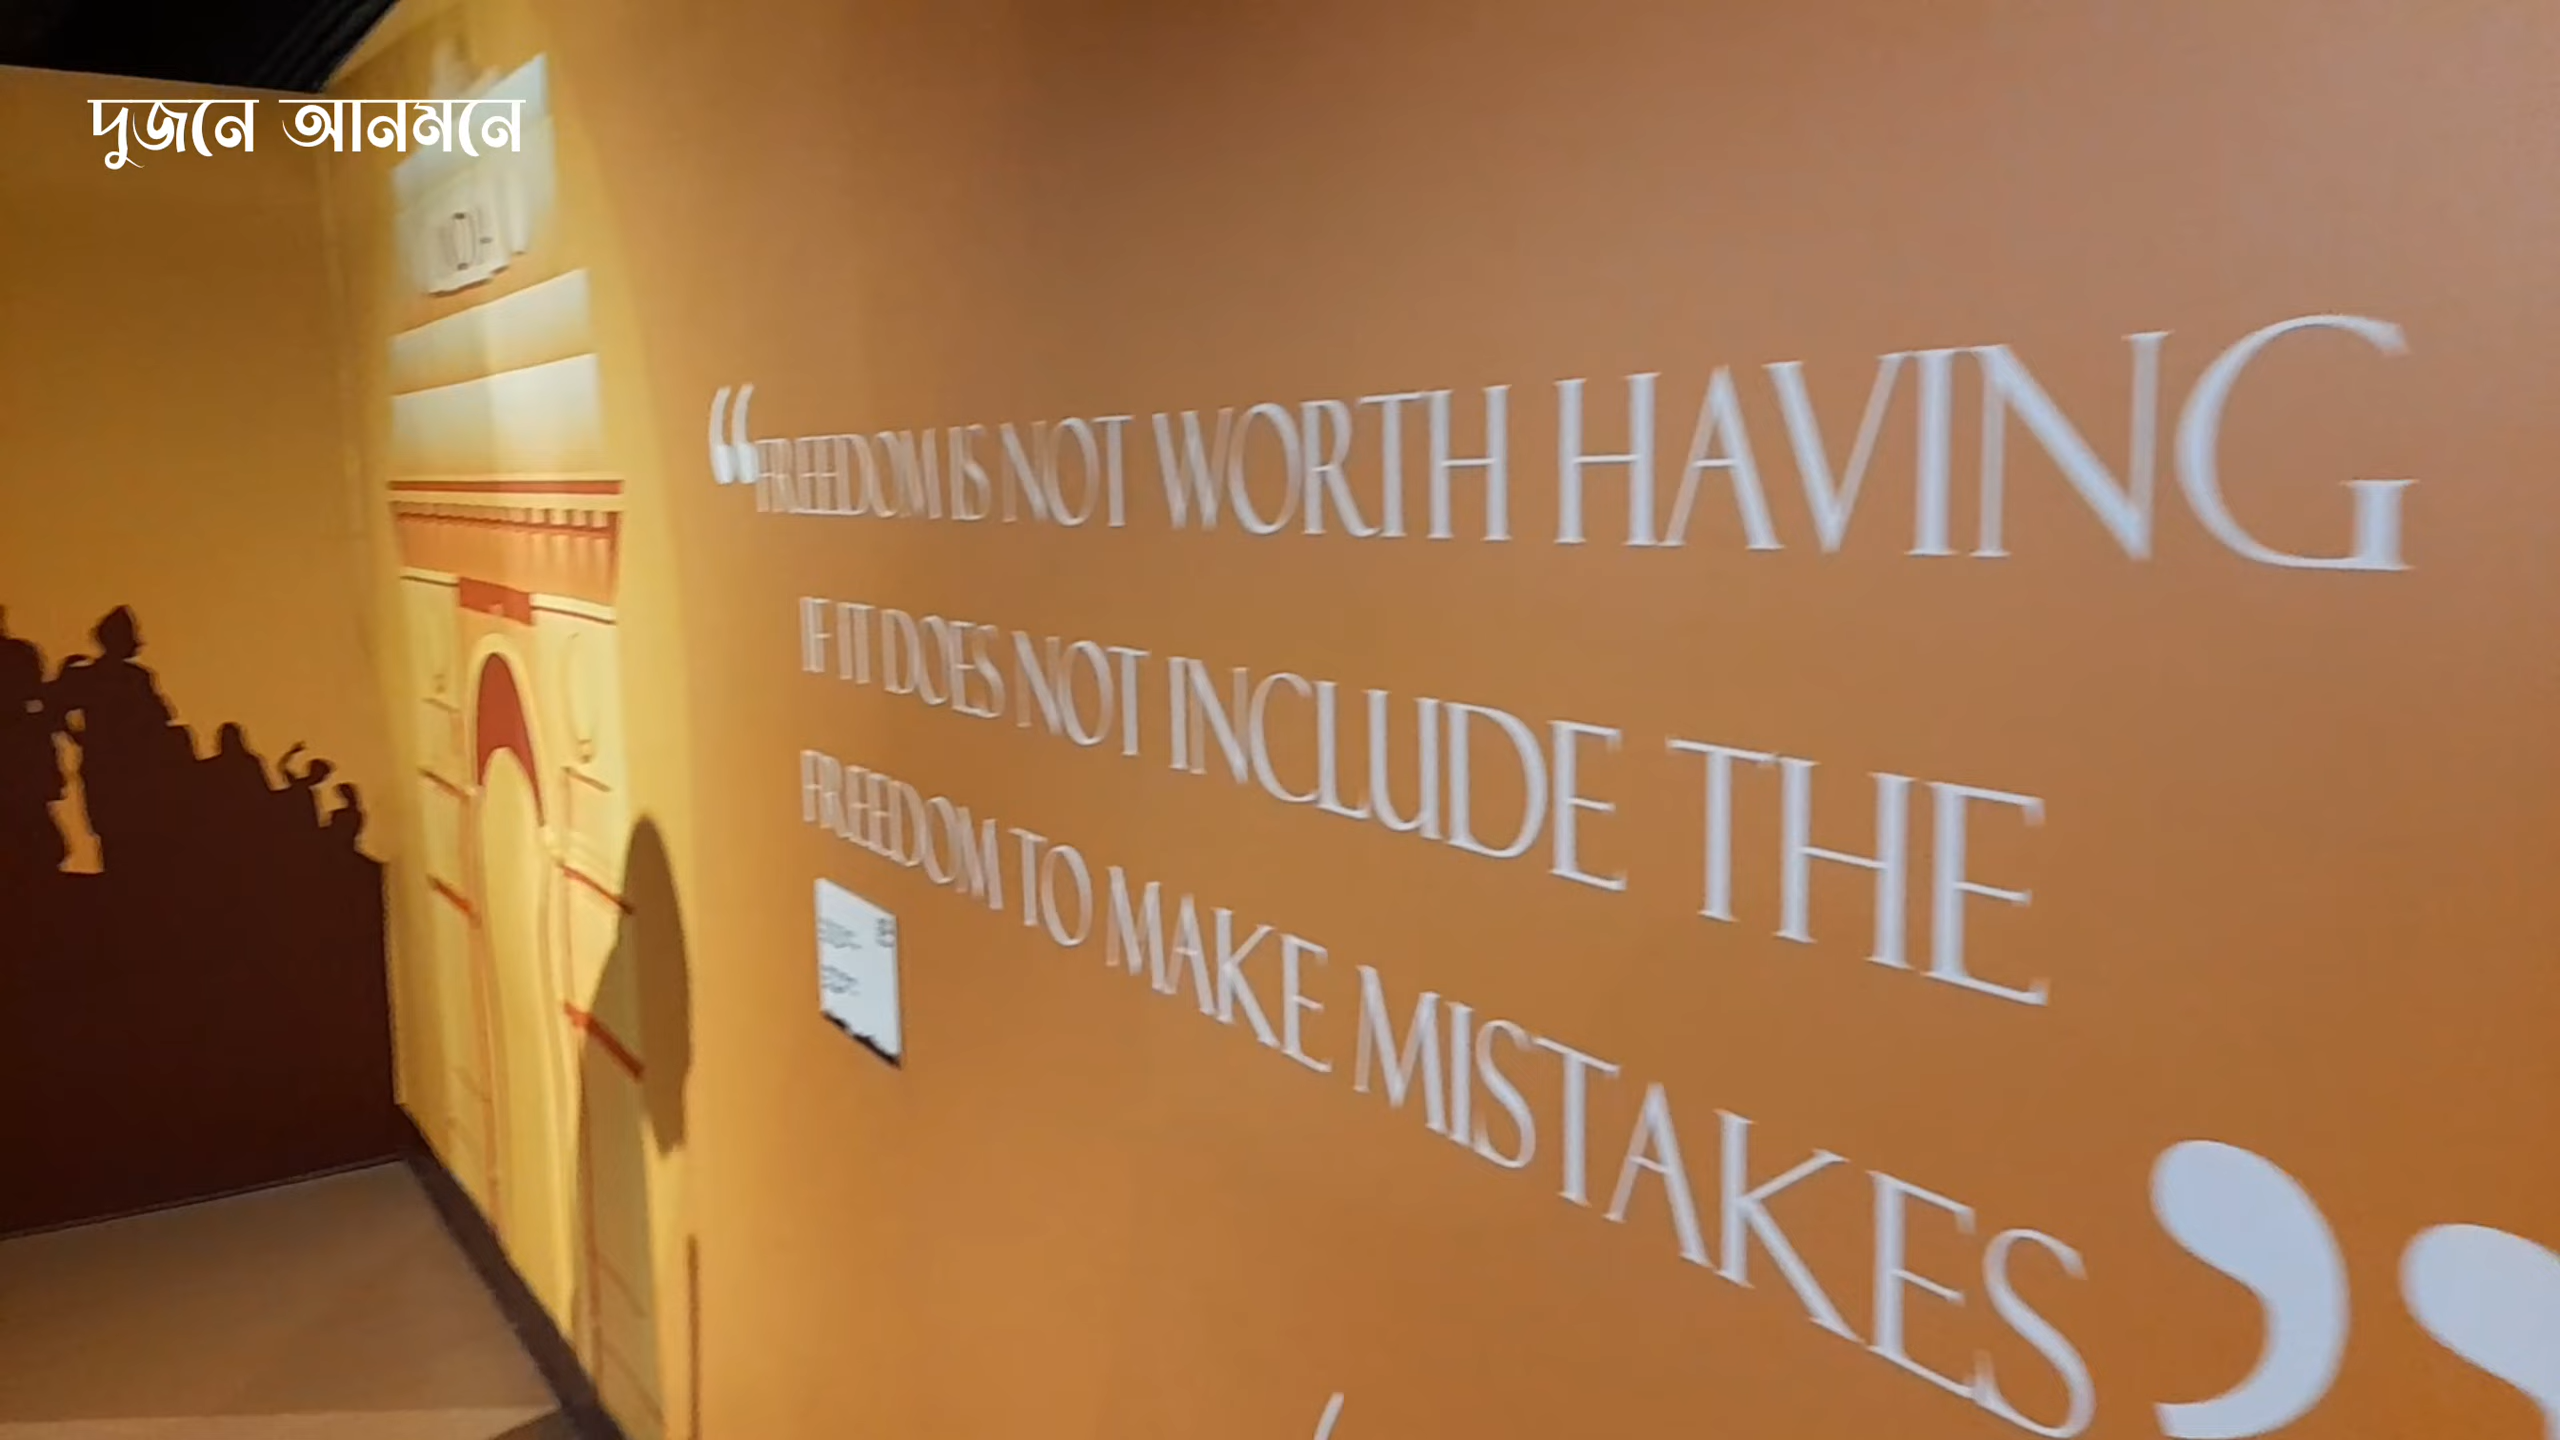 দুজনে আনমনে
“FREEDOM IS NOT WORTH HAVING
IF IT DOES NOT INCLUDE THE
FREEDOM TO MAKE MISTAKES”